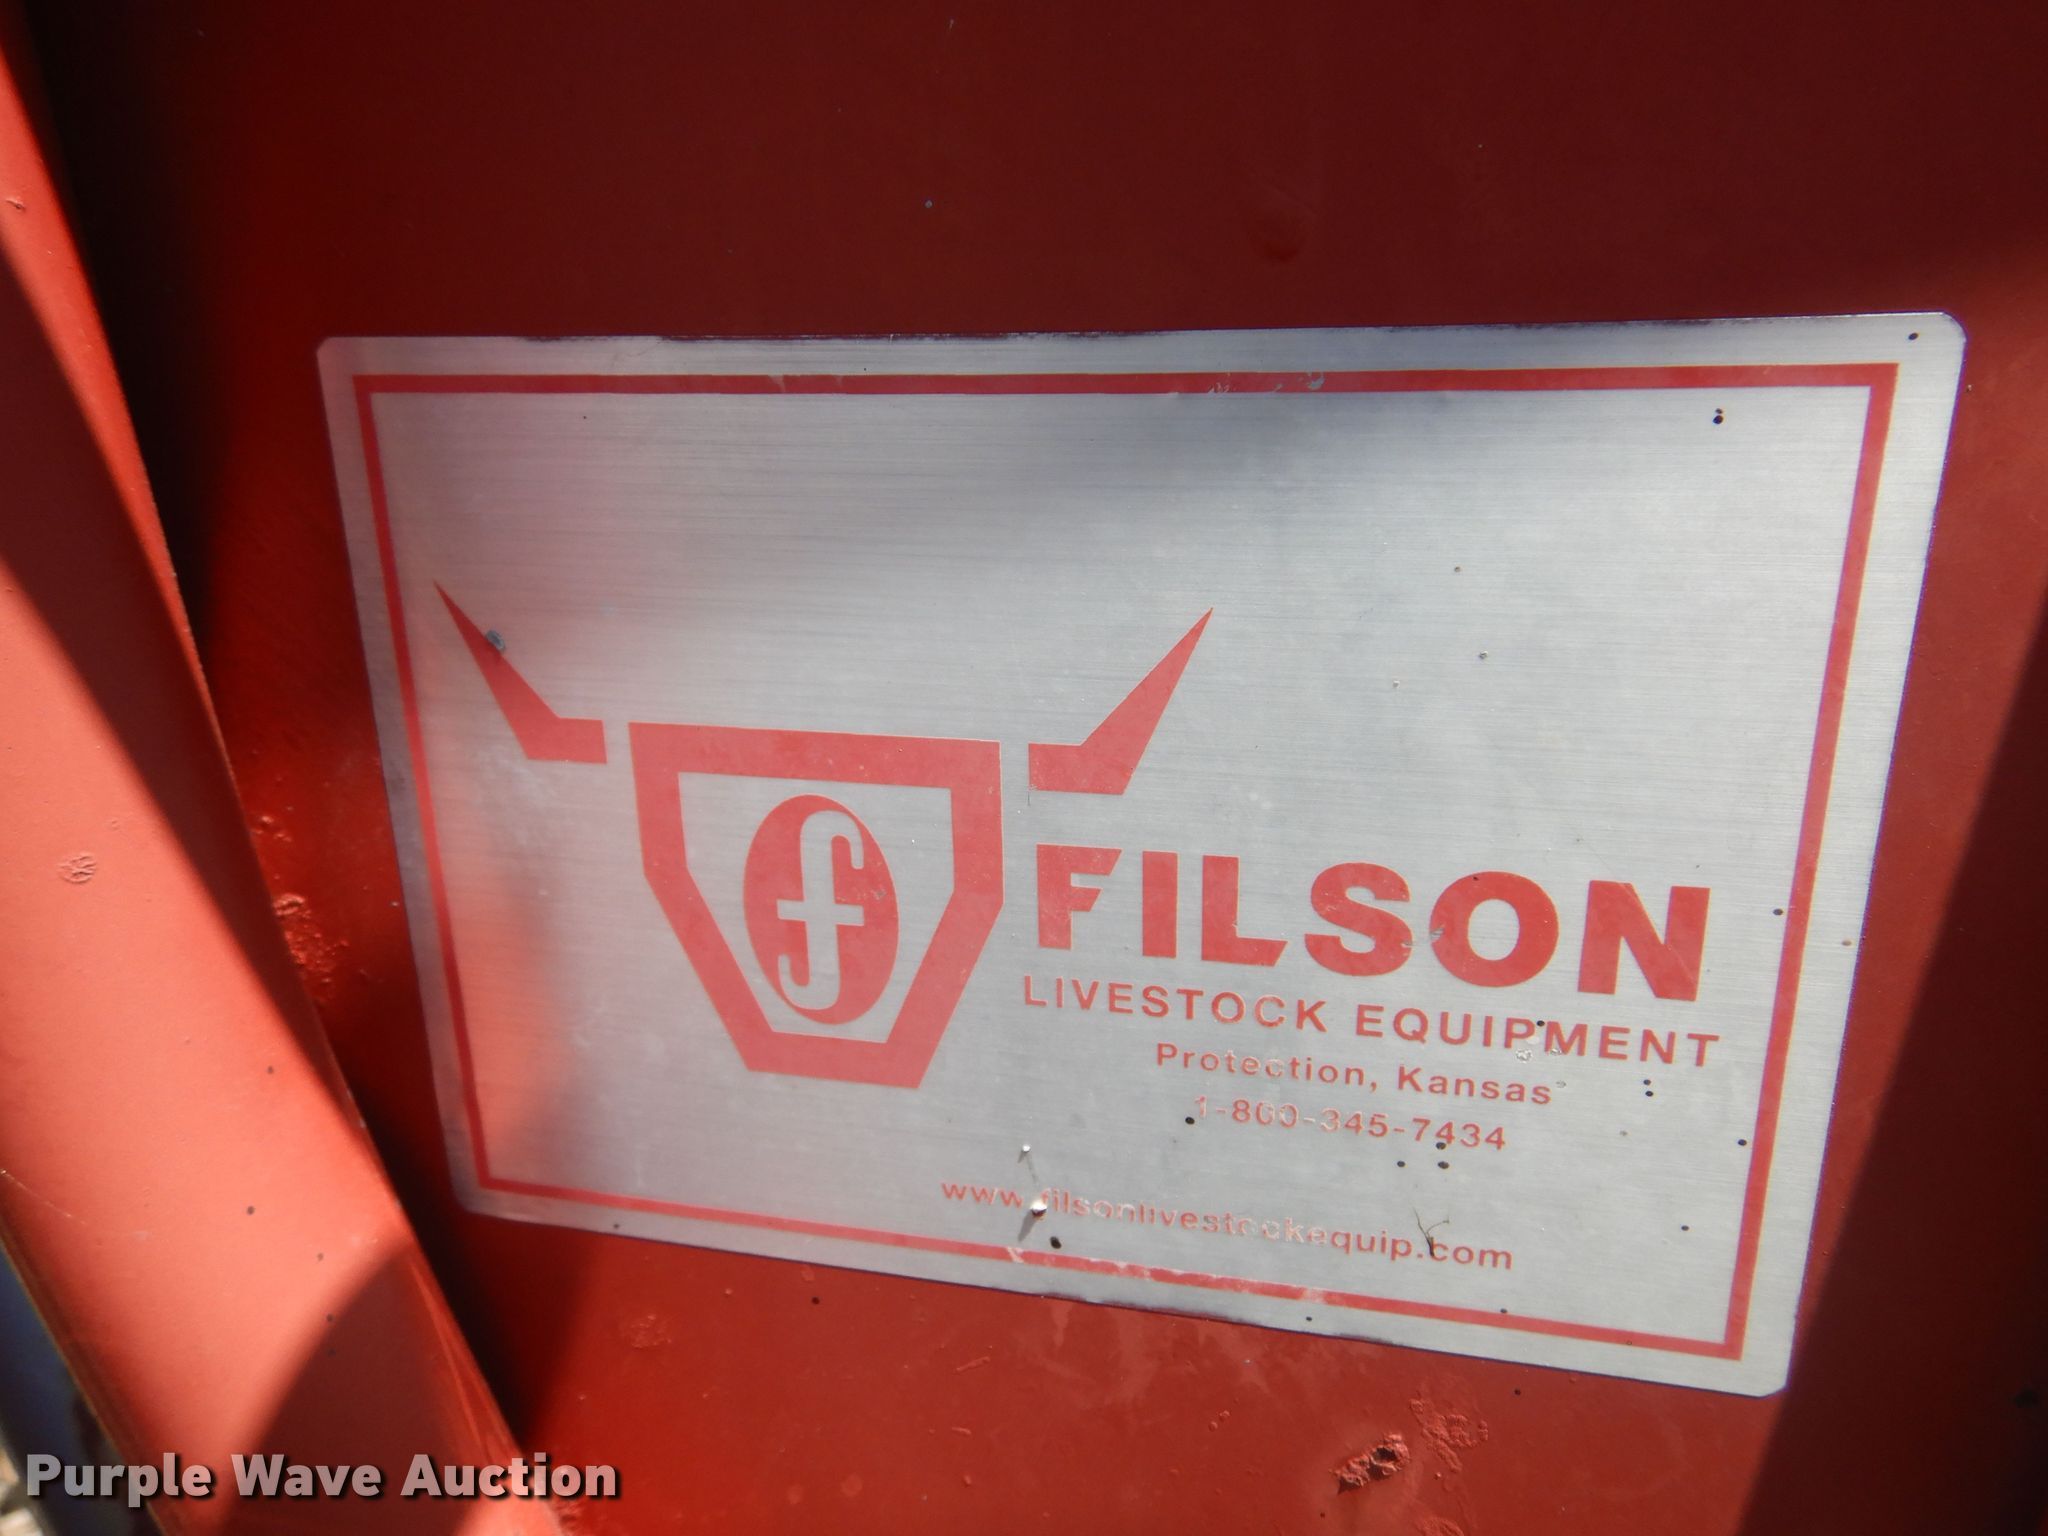 f
FILSON
LIVESTOCK EQUIPMENT
Protection, Kansas
1-800-345-7434
www.filsonlivestockequip.com
Purple Wave Auction